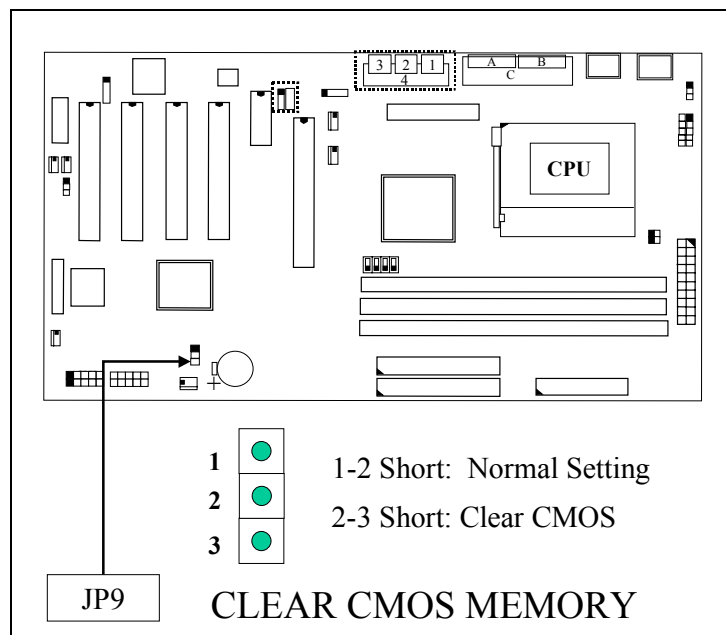 3 2 1
4
A B
C
CPU
+
1
2
3
1-2 Short: Normal Setting
2-3 Short: Clear CMOS
JP9
CLEAR CMOS MEMORY